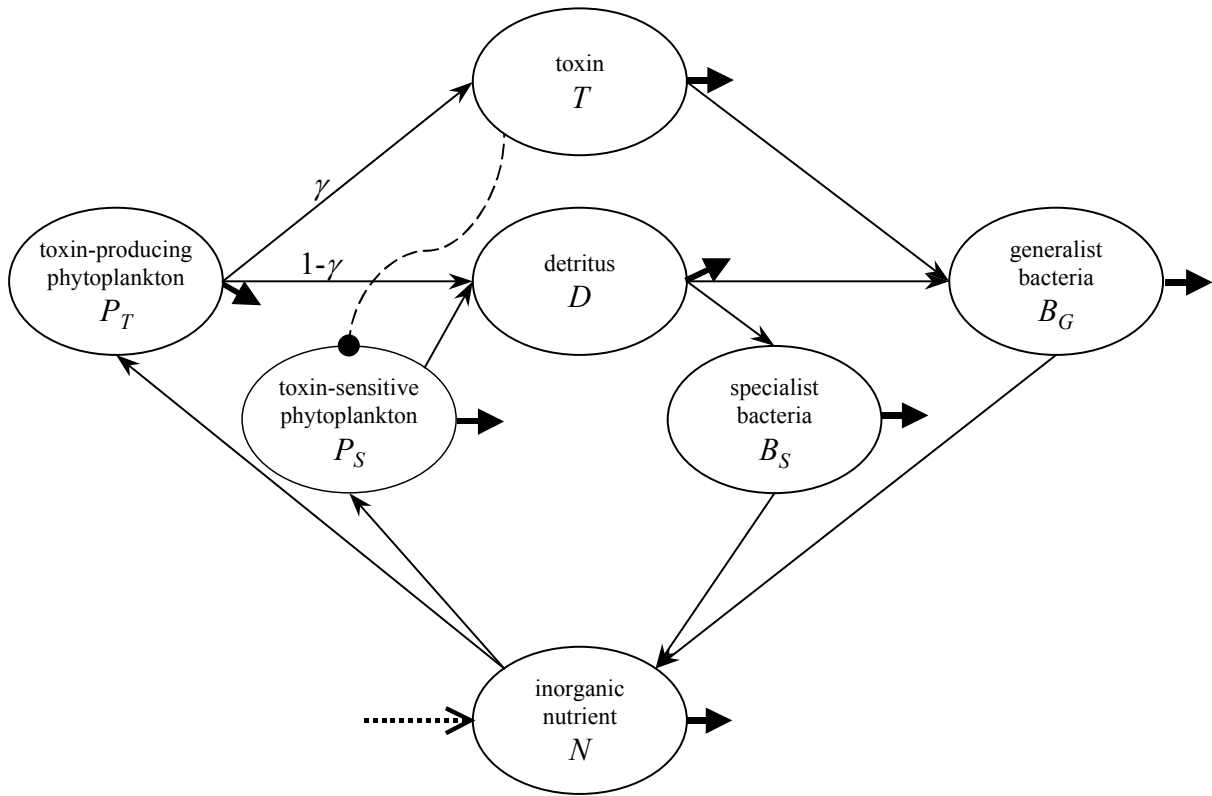 toxin
T
γ
toxin-producing
phytoplankton
P_T
1-γ
detritus
D
generalist
bacteria
B_G
toxin-sensitive
phytoplankton
P_S
specialist
bacteria
B_S
inorganic
nutrient
N